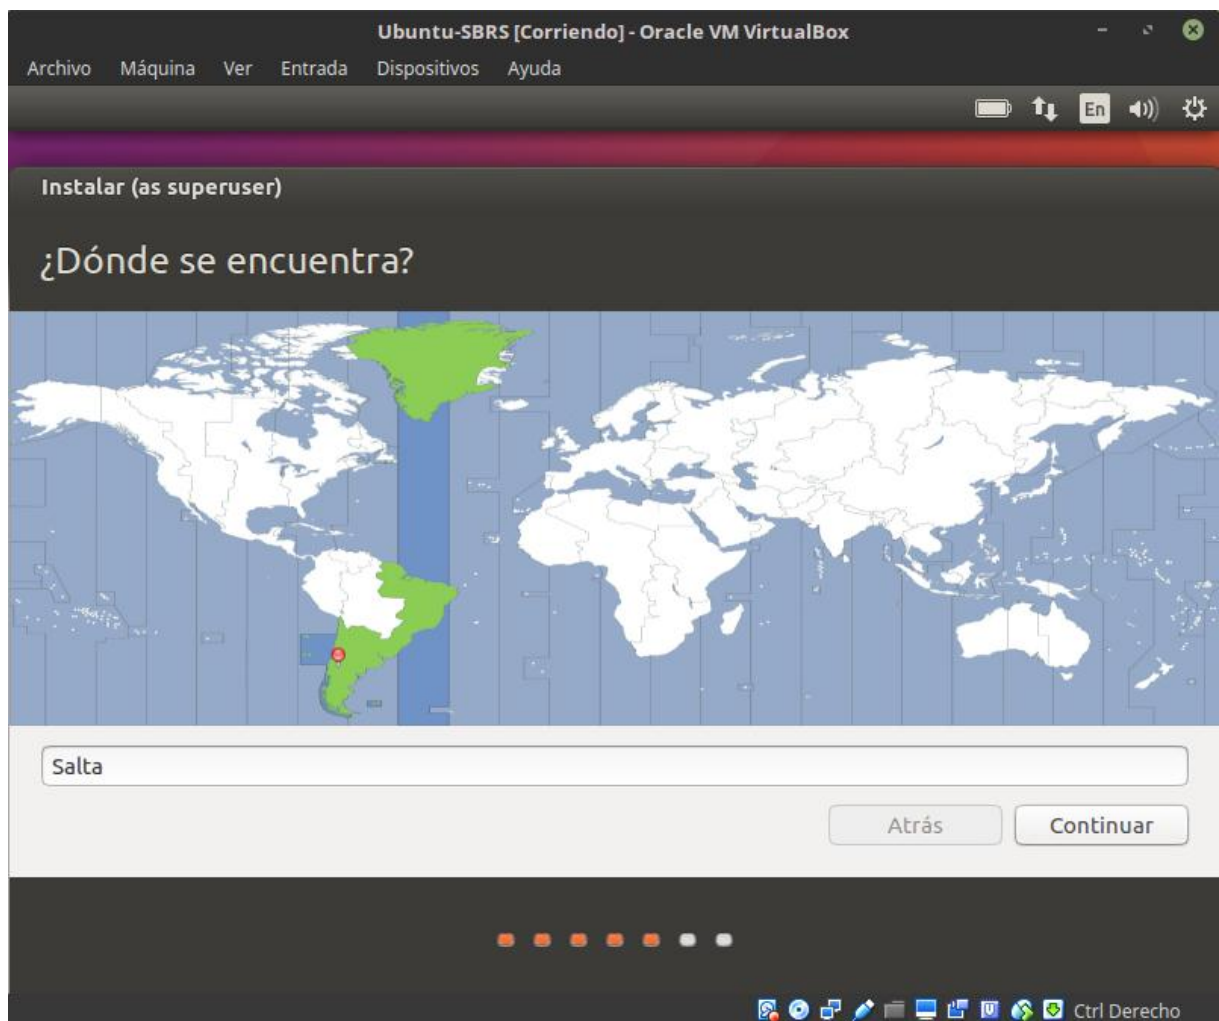 Ubuntu-SBRS [Corriendo] - Oracle VM VirtualBox
Archivo Máquina Ver Entrada Dispositivos Ayuda
En
Instalar (as superuser)
¿Dónde se encuentra?
Salta
Atrás Continuar
Ctrl Derecho